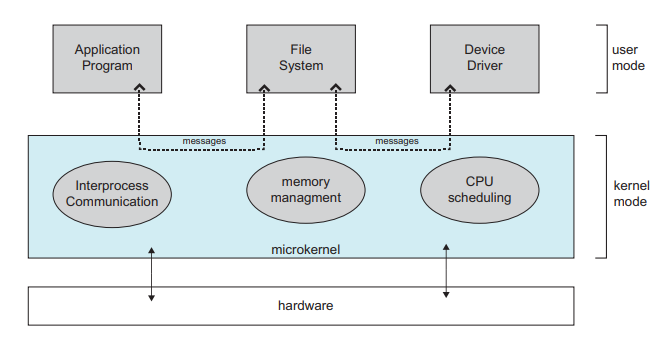 Application
Program
File
System
Device
Driver
user
mode
messages
messages
Interprocess
Communication
memory
managment
CPU
scheduling
kernel
mode
microkernel
hardware